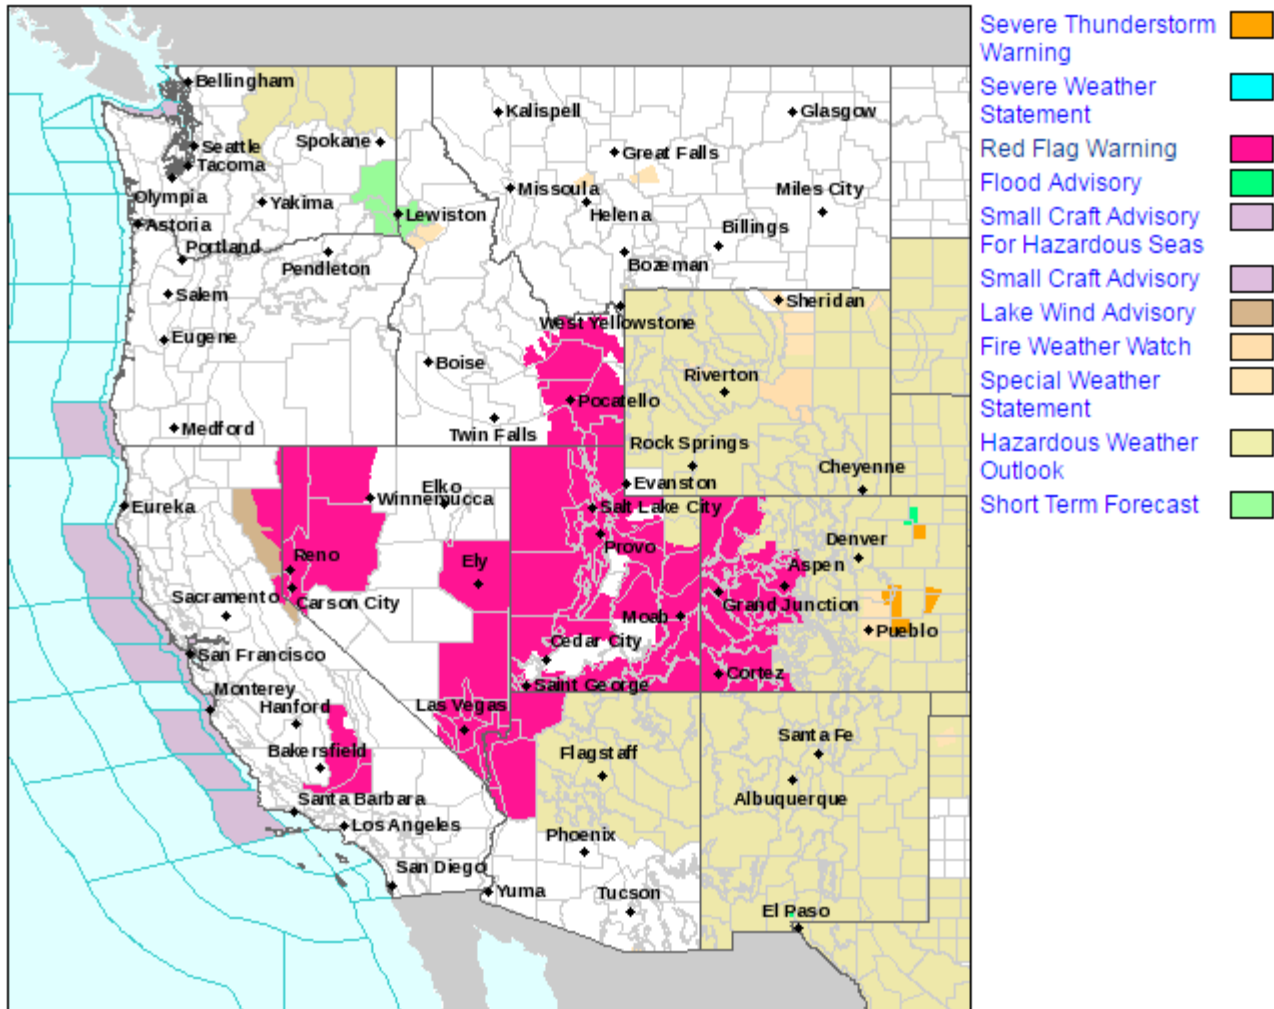 Bellingham
Seattle
Tacoma
Olympia
Spokane
Yakima
Astoria
Lewiston
Portland
Pendleton
Salem
Eugene
Medford
Kalispell
Glasgow
Great Falls
Missoula
Miles City
Helena
Billings
Bozeman
West Yellowstone
Sheridan
Boise
Pocatello
Twin Falls
Riverton
Rock Springs
Cheyenne
Evanston
Eureka
Elko
Winnemucca
Salt Lake City
Provo
Reno
Ely
Denver
Aspen
Sacramento
Carson City
Grand Junction
Moab
Pueblo
San Francisco
Cedar City
Cortez
Saint George
Monterey
Hanford
Las Vegas
Bakersfield
Flagstaff
Santa Fe
Albuquerque
Santa Barbara
Los Angeles
Phoenix
San Diego
Yuma
Tucson
El Paso
Severe Thunderstorm
Warning
Severe Weather
Statement
Red Flag Warning
Flood Advisory
Small Craft Advisory
For Hazardous Seas
Small Craft Advisory
Lake Wind Advisory
Fire Weather Watch
Special Weather
Statement
Hazardous Weather
Outlook
Short Term Forecast